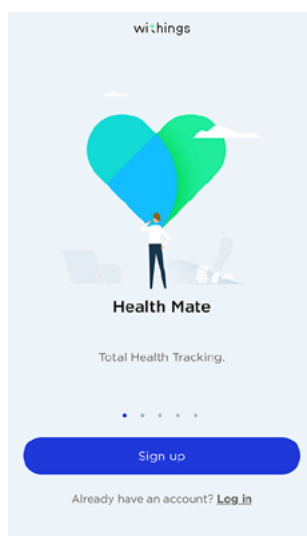 withings
Health Mate
Total Health Tracking.
Sign up
Already have an account? Log in